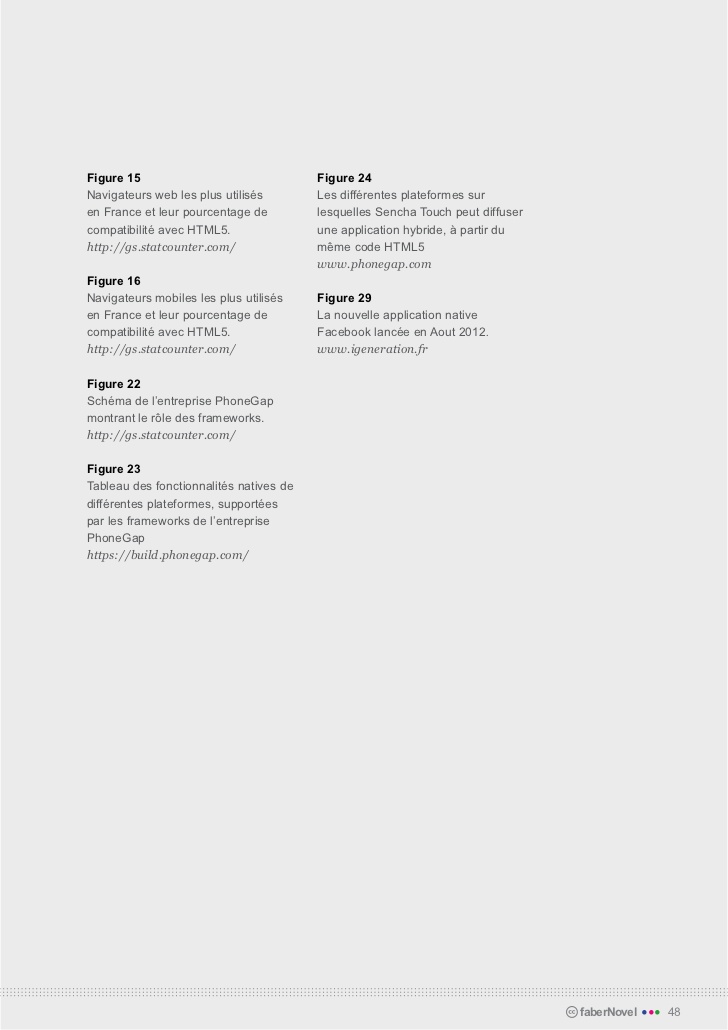 Figure 15
Navigateurs web les plus utilisés
en France et leur pourcentage de
compatibilité avec HTML5.
http://gs.statcounter.com/
Figure 16
Navigateurs mobiles les plus utilisés
en France et leur pourcentage de
compatibilité avec HTML5.
http://gs.statcounter.com/
Figure 22
Schéma de l’entreprise PhoneGap
montrant le rôle des frameworks.
http://gs.statcounter.com/
Figure 23
Tableau des fonctionnalités natives de
différentes plateformes, supportées
par les frameworks de l’entreprise
PhoneGap
https://build.phonegap.com/
Figure 24
Les différentes plateformes sur
lesquelles Sencha Touch peut diffuser
une application hybride, à partir du
même code HTML5
www.phonegap.com
Figure 29
La nouvelle application native
Facebook lancée en Aout 2012.
www.igeneration.fr
cc faberNovel 48